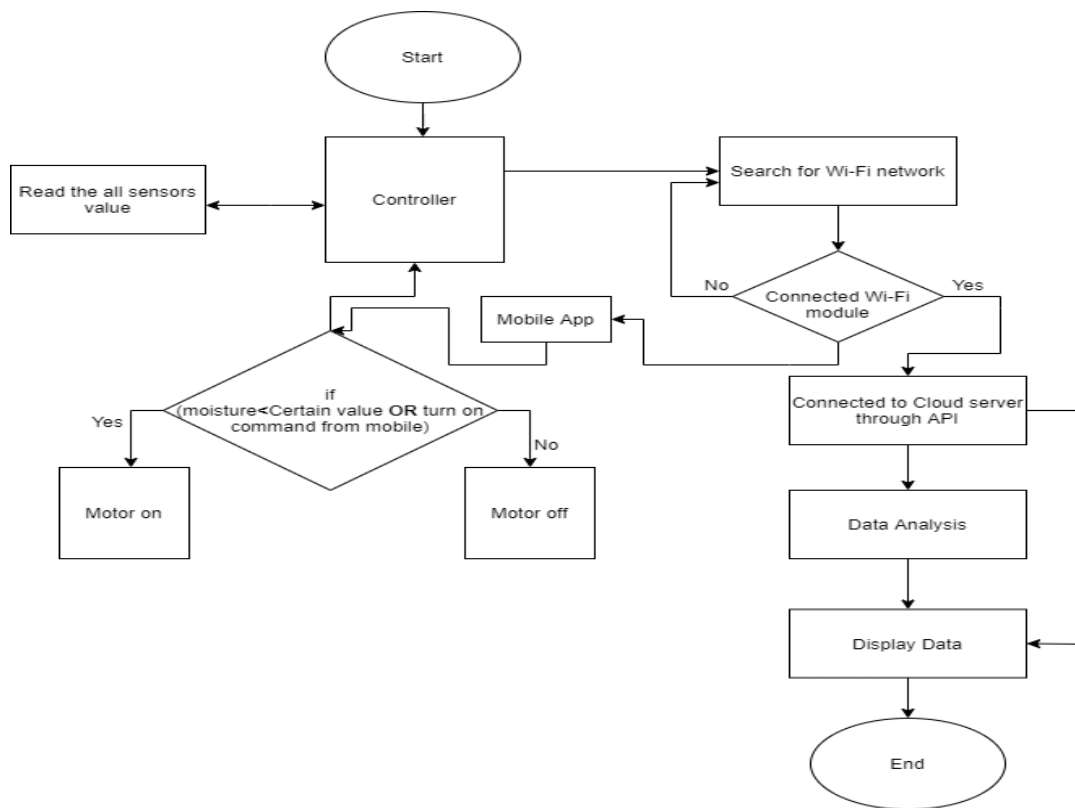 Start
Read the all sensors
value
Controller
Search for Wi-Fi network
No
Connected Wi-Fi
module
Yes
Mobile App
if
(moisture<Certain value OR turn on
command from mobile)
Yes
No
Connected to Cloud server
through API
Motor on
Motor off
Data Analysis
Display Data
End